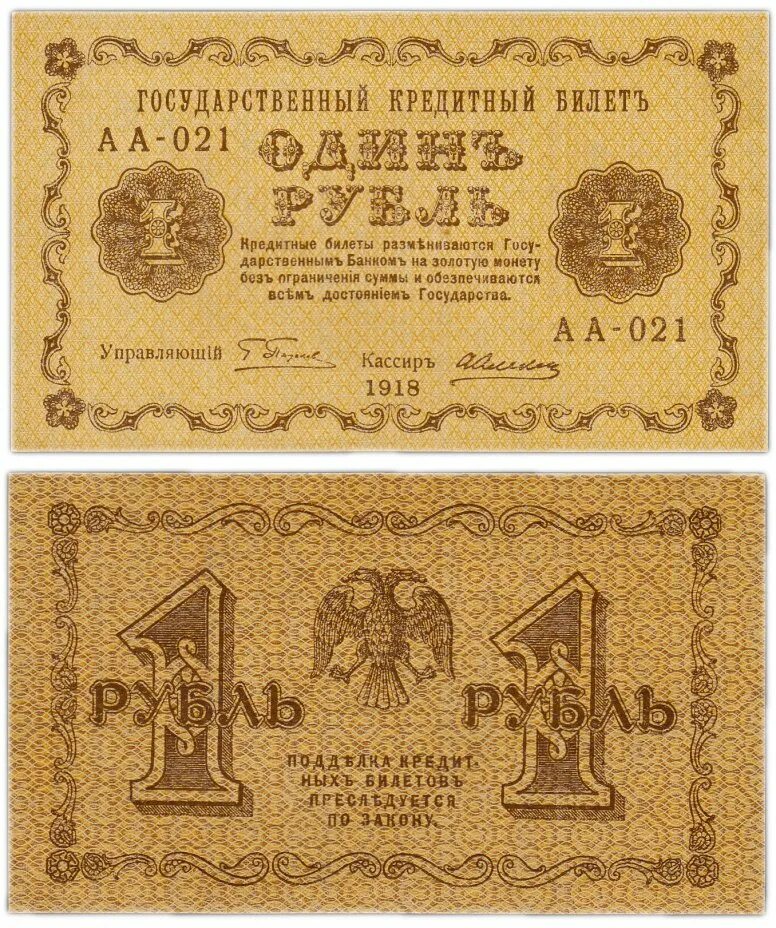 ГОСУДАРСТВЕННЫЙ КРЕДИТНЫЙ БИЛЕТЪ
АА-021
ОДИНЪ
РУБЛЬ
1
1
Кредитные билеты размѣниваются Госу-
дарственнымъ Банкомъ на золотую монету
безъ ограниченія суммы и обезпечиваются
всѣмъ достояніемъ Государства.
АА-021
Управляющій
Кассиръ
1918
1
РУБЛЬ
1
РУБЛЬ
ПОДДѢЛКА КРЕДИТ-
НЫХЪ БИЛЕТОВЪ
ПРЕСЛѢДУЕТСЯ
ПО ЗАКОНУ.